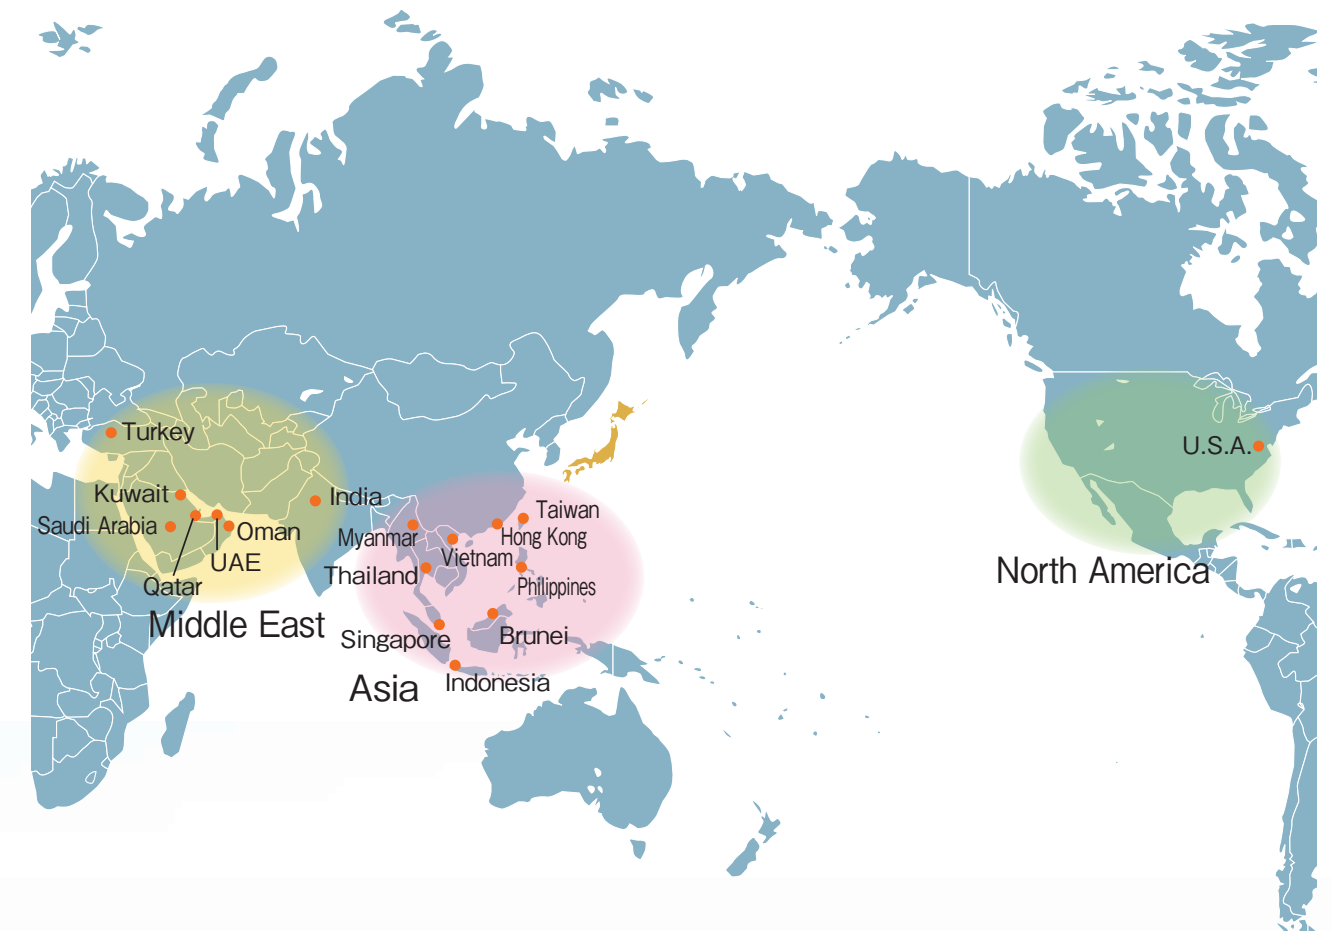 Turkey
Kuwait
India
Saudi Arabia
Oman
UAE
Qatar
Middle East
Taiwan
Hong Kong
Myanmar
Vietnam
Thailand
Philippines
Singapore
Brunei
Indonesia
Asia
U.S.A.
North America